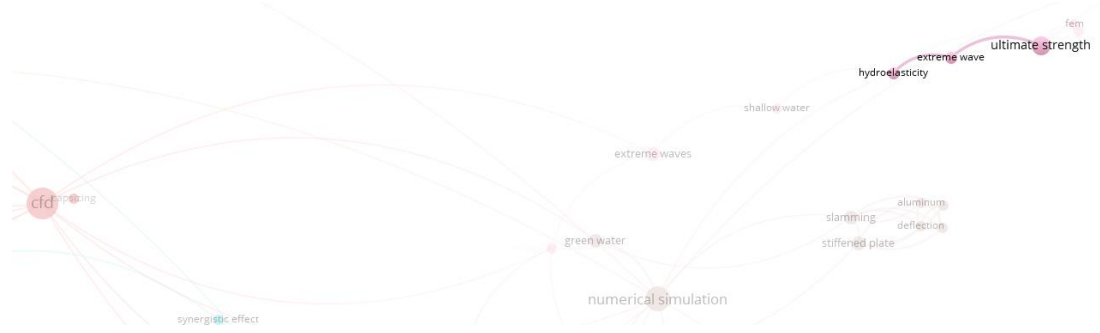 fem
ultimate strength
extreme wave
hydroelasticity
shallow water
extreme waves
cfd
aluminum
slamming
deflection
green water
stiffened plate
numerical simulation
synergistic effect